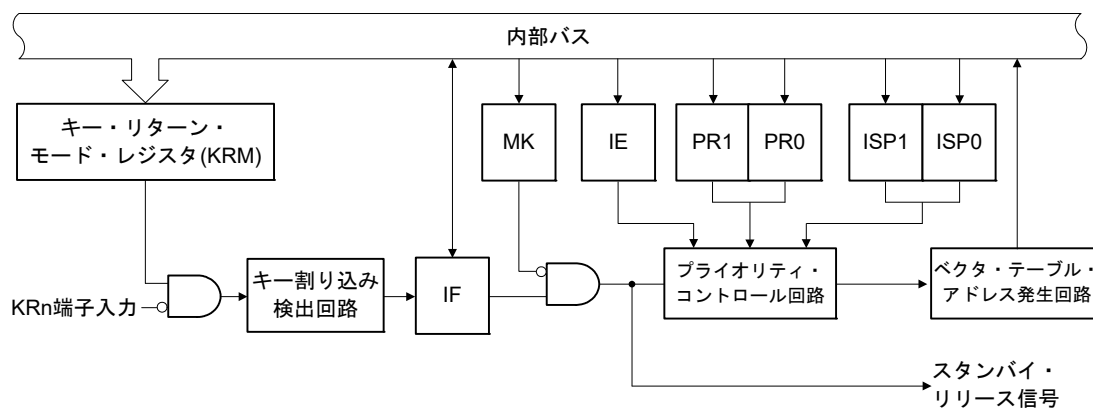 内部バス
キー・リターン・
モード・レジスタ(KRM)
MK
IE
PR1
PR0
ISP1
ISP0
KRn端子入力
キー割り込み
検出回路
IF
プライオリティ・
コントロール回路
ベクタ・テーブル・
アドレス発生回路
スタンバイ・
リリース信号